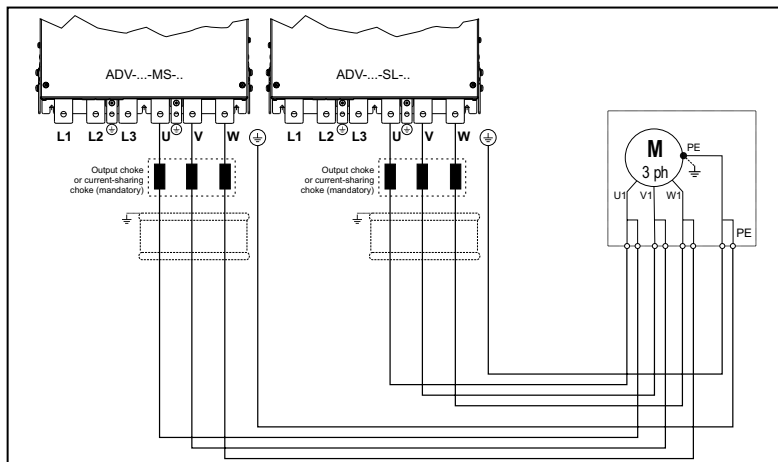 ADV-...-MS-..
ADV-...-SL-..
L1 L2 L3 U V W
L1 L2 L3 U V W
M
3 ph
PE
U1 V1 W1
PE
Output choke
or current-sharing
choke (mandatory)
Output choke
or current-sharing
choke (mandatory)